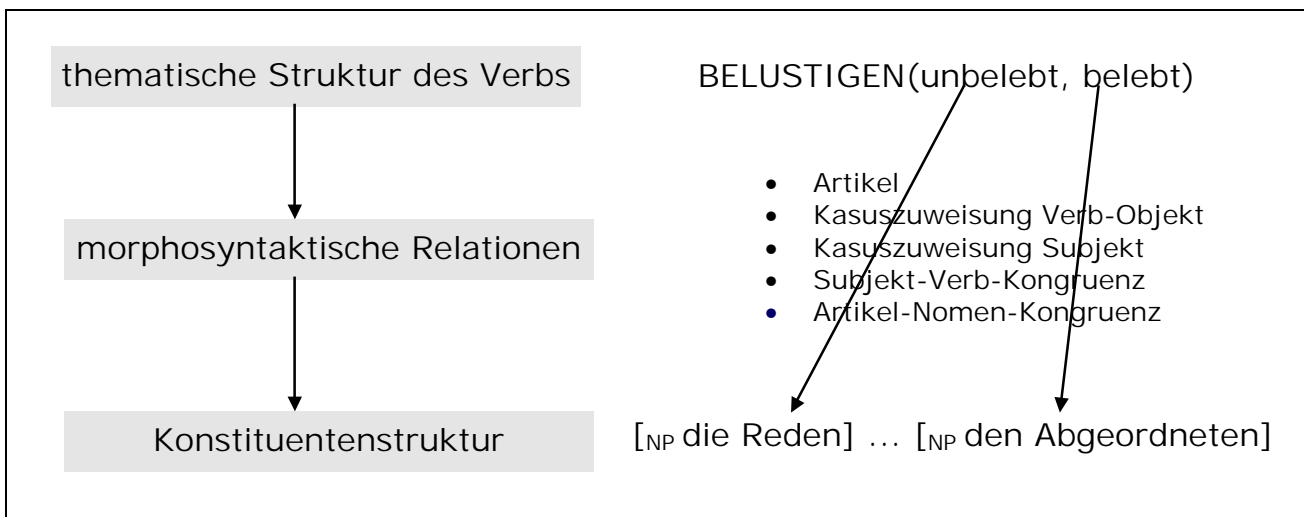 thematische Struktur des Verbs
BELUSTIGEN(unbelebt, belebt)
• Artikel
• Kasuszuweisung Verb-Objekt
morphosyntaktische Relationen
• Kasuszuweisung Subjekt
• Subjekt-Verb-Kongruenz
• Artikel-Nomen-Kongruenz
Konstituentenstruktur
[NP die Reden] ... [NP den Abgeordneten]